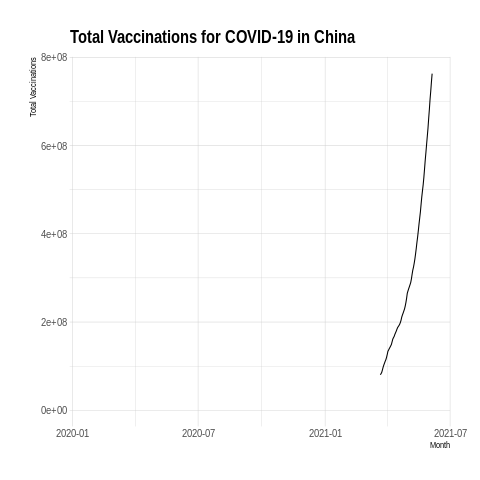 Total Vaccinations for COVID-19 in China
Total Vaccinations
8e+08
6e+08
4e+08
2e+08
0e+00
2020-01
2020-07
2021-01
2021-07
Month